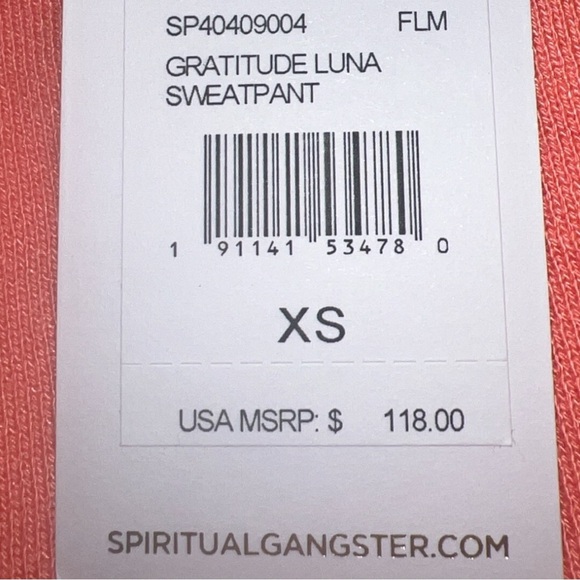 SP40409004 FLM
GRATITUDE LUNA
SWEATPANT
1 91141 53478 0
XS
USA MSRP: $ 118.00
SPIRITUALGANGSTER.COM